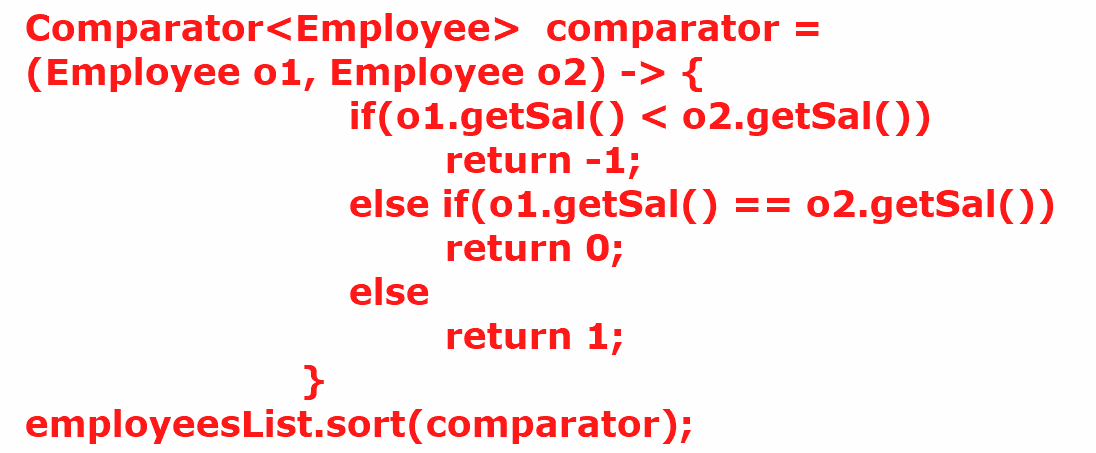 Comparator<Employee> comparator =
(Employee o1, Employee o2) -> {
if(o1.getSal() < o2.getSal())
return -1;
else if(o1.getSal() == o2.getSal())
return 0;
else
return 1;
}
employeesList.sort(comparator);